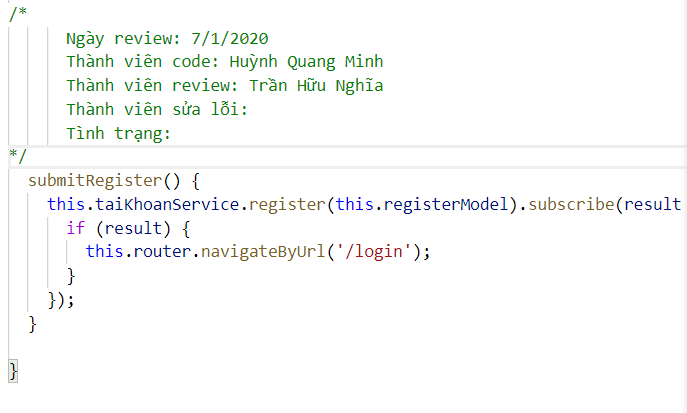 /*
Ngày review: 7/1/2020
Thành viên code: Huỳnh Quang Minh
Thành viên review: Trần Hữu Nghĩa
Thành viên sửa lỗi:
Tình trạng:
*/
submitRegister() {
this.taiKhoanService.register(this.registerModel).subscribe(result
if (result) {
this.router.navigateByUrl('/login');
}
});
}
}